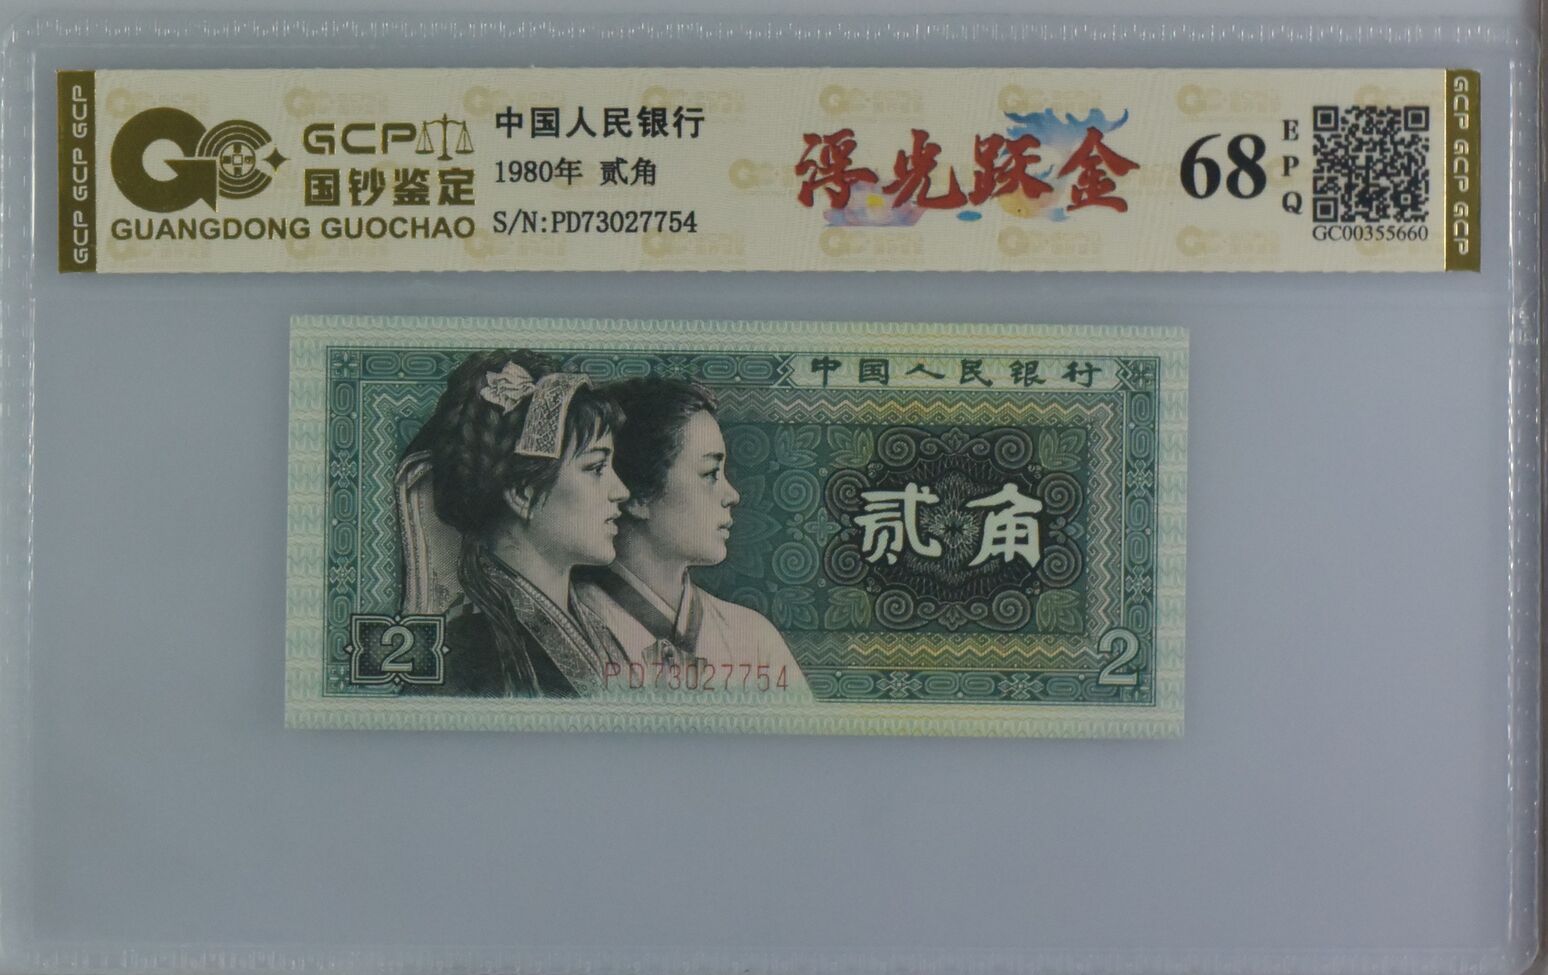 GCP GCP GCP
GCP
国钞鉴定
GUANGDONG GUOCHAO
中国人民银行
1980年 贰角
S/N:PD73027754
浮光跃金
68
EPQ
GC00355660
GCP GCP GCP
中国人民银行
贰角
2
PD73027754
2